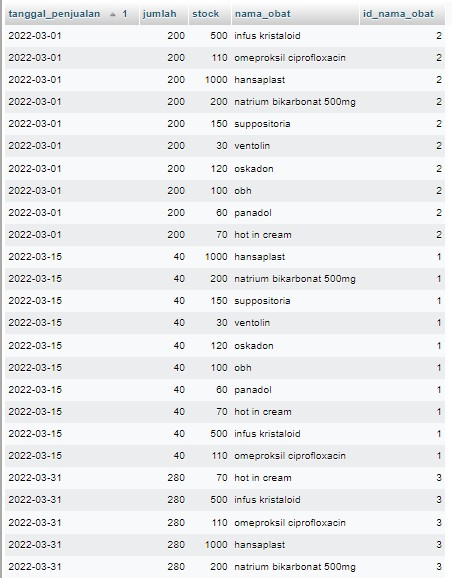 tanggal_penjualan 1 jumlah stock nama_obat id_nama_obat
2022-03-01 200 500 infus kristaloid 2
2022-03-01 200 110 omeproksil ciprofloxacin 2
2022-03-01 200 1000 hansaplast 2
2022-03-01 200 200 natrium bikarbonat 500mg 2
2022-03-01 200 150 suppositoria 2
2022-03-01 200 30 ventolin 2
2022-03-01 200 120 oskadon 2
2022-03-01 200 100 obh 2
2022-03-01 200 60 panadol 2
2022-03-01 200 70 hot in cream 2
2022-03-15 40 1000 hansaplast 1
2022-03-15 40 200 natrium bikarbonat 500mg 1
2022-03-15 40 150 suppositoria 1
2022-03-15 40 30 ventolin 1
2022-03-15 40 120 oskadon 1
2022-03-15 40 100 obh 1
2022-03-15 40 60 panadol 1
2022-03-15 40 70 hot in cream 1
2022-03-15 40 500 infus kristaloid 1
2022-03-15 40 110 omeproksil ciprofloxacin 1
2022-03-31 280 70 hot in cream 3
2022-03-31 280 500 infus kristaloid 3
2022-03-31 280 110 omeproksil ciprofloxacin 3
2022-03-31 280 1000 hansaplast 3
2022-03-31 280 200 natrium bikarbonat 500mg 3